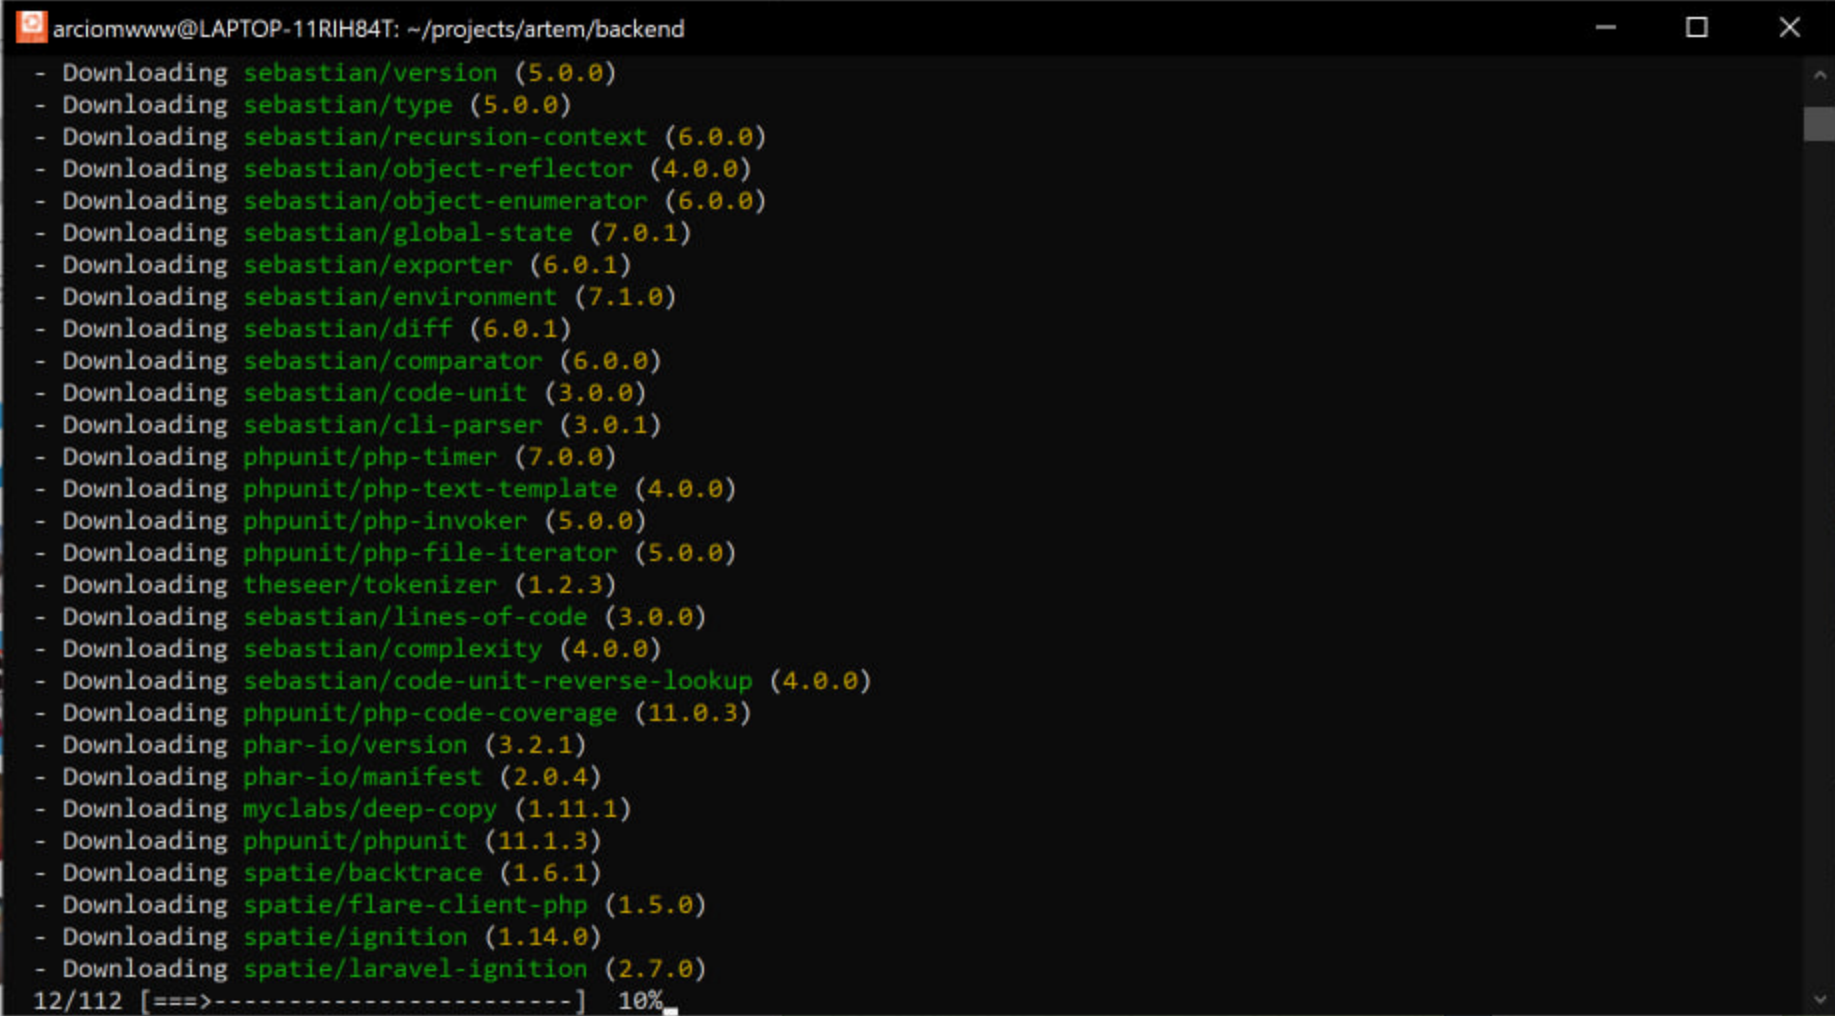 arciomwww@LAPTOP-11RIH84T: ~/projects/artem/backend
- Downloading sebastian/version (5.0.0)
- Downloading sebastian/type (5.0.0)
- Downloading sebastian/recursion-context (6.0.0)
- Downloading sebastian/object-reflector (4.0.0)
- Downloading sebastian/object-enumerator (6.0.0)
- Downloading sebastian/global-state (7.0.1)
- Downloading sebastian/exporter (6.0.1)
- Downloading sebastian/environment (7.1.0)
- Downloading sebastian/diff (6.0.1)
- Downloading sebastian/comparator (6.0.0)
- Downloading sebastian/code-unit (3.0.0)
- Downloading sebastian/cli-parser (3.0.1)
- Downloading phpunit/php-timer (7.0.0)
- Downloading phpunit/php-text-template (4.0.0)
- Downloading phpunit/php-invoker (5.0.0)
- Downloading phpunit/php-file-iterator (5.0.0)
- Downloading theseer/tokenizer (1.2.3)
- Downloading sebastian/lines-of-code (3.0.0)
- Downloading sebastian/complexity (4.0.0)
- Downloading sebastian/code-unit-reverse-lookup (4.0.0)
- Downloading phpunit/php-code-coverage (11.0.3)
- Downloading phar-io/version (3.2.1)
- Downloading phar-io/manifest (2.0.4)
- Downloading myclabs/deep-copy (1.11.1)
- Downloading phpunit/phpunit (11.1.3)
- Downloading spatie/backtrace (1.6.1)
- Downloading spatie/flare-client-php (1.5.0)
- Downloading spatie/ignition (1.14.0)
- Downloading spatie/laravel-ignition (2.7.0)
12/112 [===>------------------------]  10%